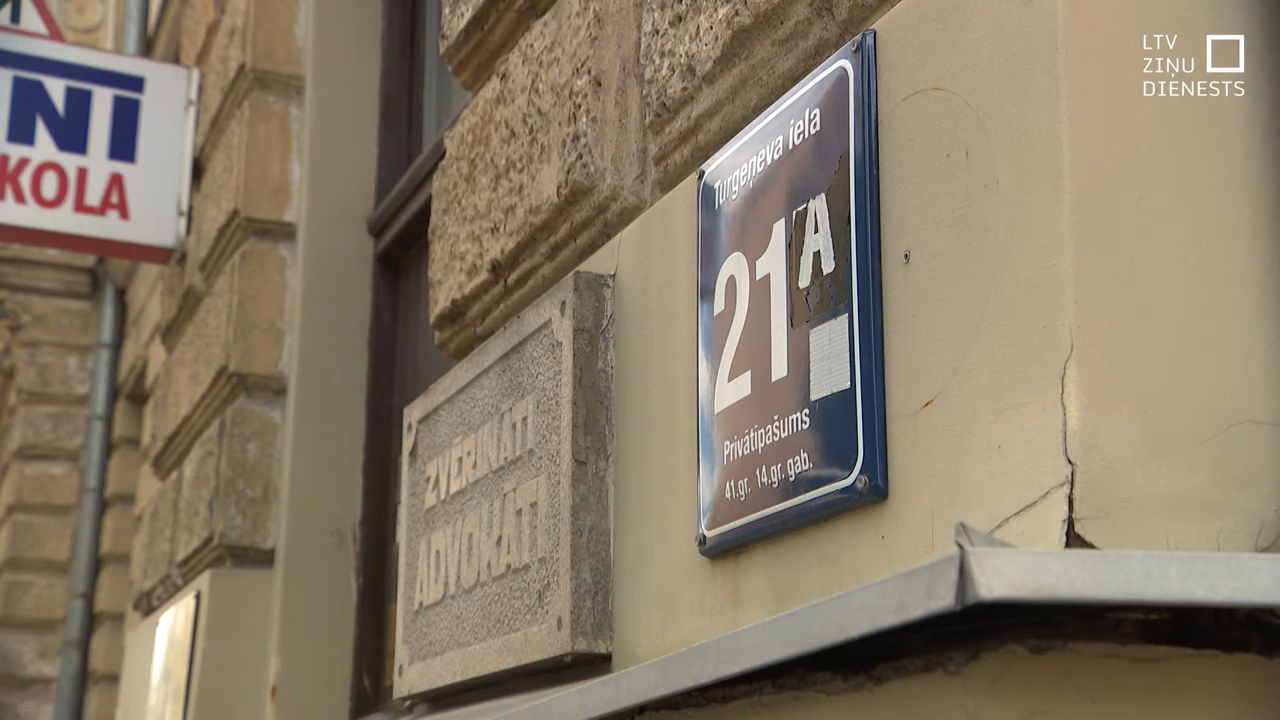 NI
KOLA
ZVĒRINĀTI
ADVOKĀTI
Turgeņeva iela
21A
Privātīpašums
41.gr. 14.gr. gab.
LTV
ZIŅU
DIENESTS